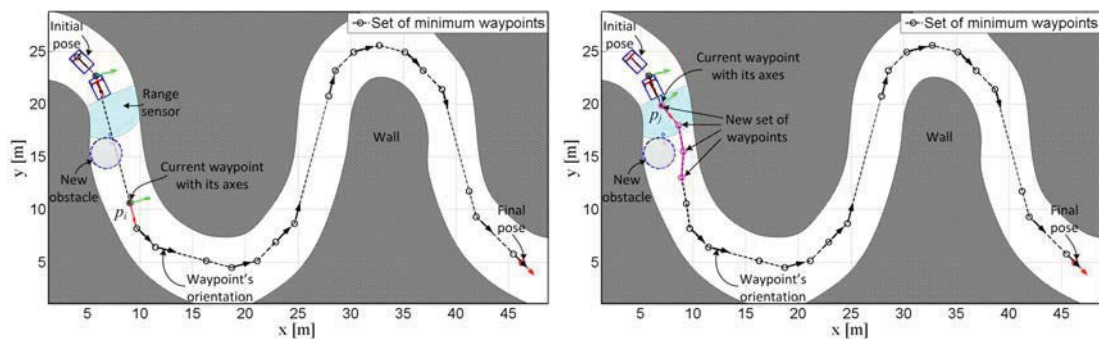 Set of minimum waypoints
Initial
pose
25
20
15
10
5
y [m]
Range
sensor
Wall
New
obstacle
Current waypoint
with its axes
pi
Final
pose
Waypoint's
orientation
5 10 15 20 25 30 35 40 45
x [m]
Set of minimum waypoints
Initial
pose
25
20
15
10
5
y [m]
Current waypoint
with its axes
pj
New set of
waypoints
Wall
New
obstacle
Final
pose
Waypoint's
orientation
5 10 15 20 25 30 35 40 45
x [m]